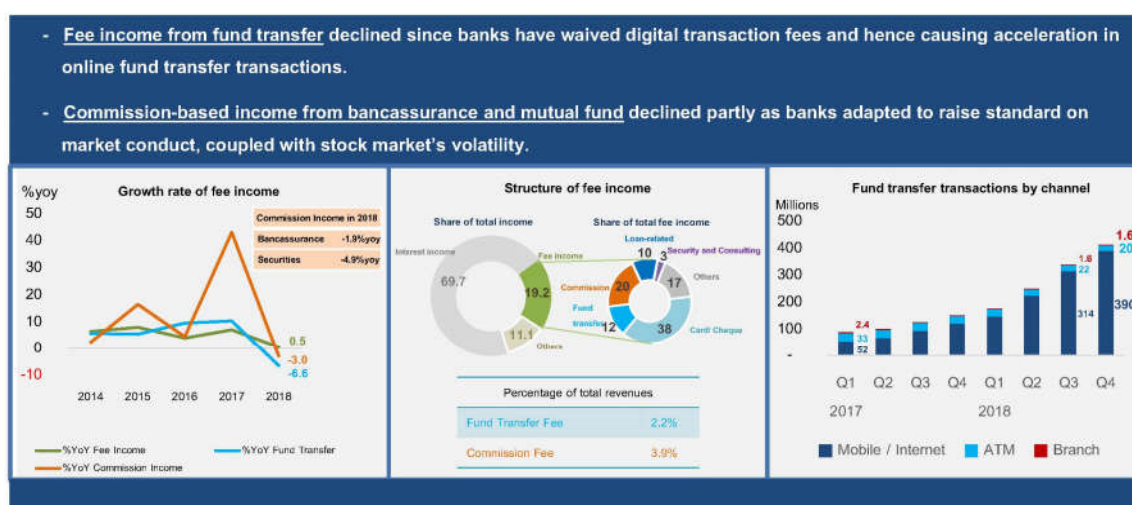 - Fee income from fund transfer declined since banks have waived digital transaction fees and hence causing acceleration in
online fund transfer transactions.
- Commission-based income from bancassurance and mutual fund declined partly as banks adapted to raise standard on
market conduct, coupled with stock market's volatility.
%yoy
Growth rate of fee income
50
40
30
20
10
0
-10
Commission Income in 2018
Bancassurance -1.9%yoy
Securities -4.9%yoy
0.5
-3.0
-6.6
2014 2015 2016 2017 2018
%YoY Fee Income
%YoY Fund Transfer
%YoY Commission Income
Structure of fee income
Share of total income
Interest income
69.7
Fee Income
19.2
11.1
Others
Share of total fee income
Loan-related
10
Security and Consulting
3
Others
17
Commission
20
Fund
transfer
12
38
Card/ Cheque
Percentage of total revenues
Fund Transfer Fee 2.2%
Commission Fee 3.9%
Fund transfer transactions by channel
Millions
500
400
300
200
100
-
2.4
33
52
1.6
22
314
1.6
20
390
Q1 Q2 Q3 Q4 Q1 Q2 Q3 Q4
2017 2018
Mobile / Internet ATM Branch